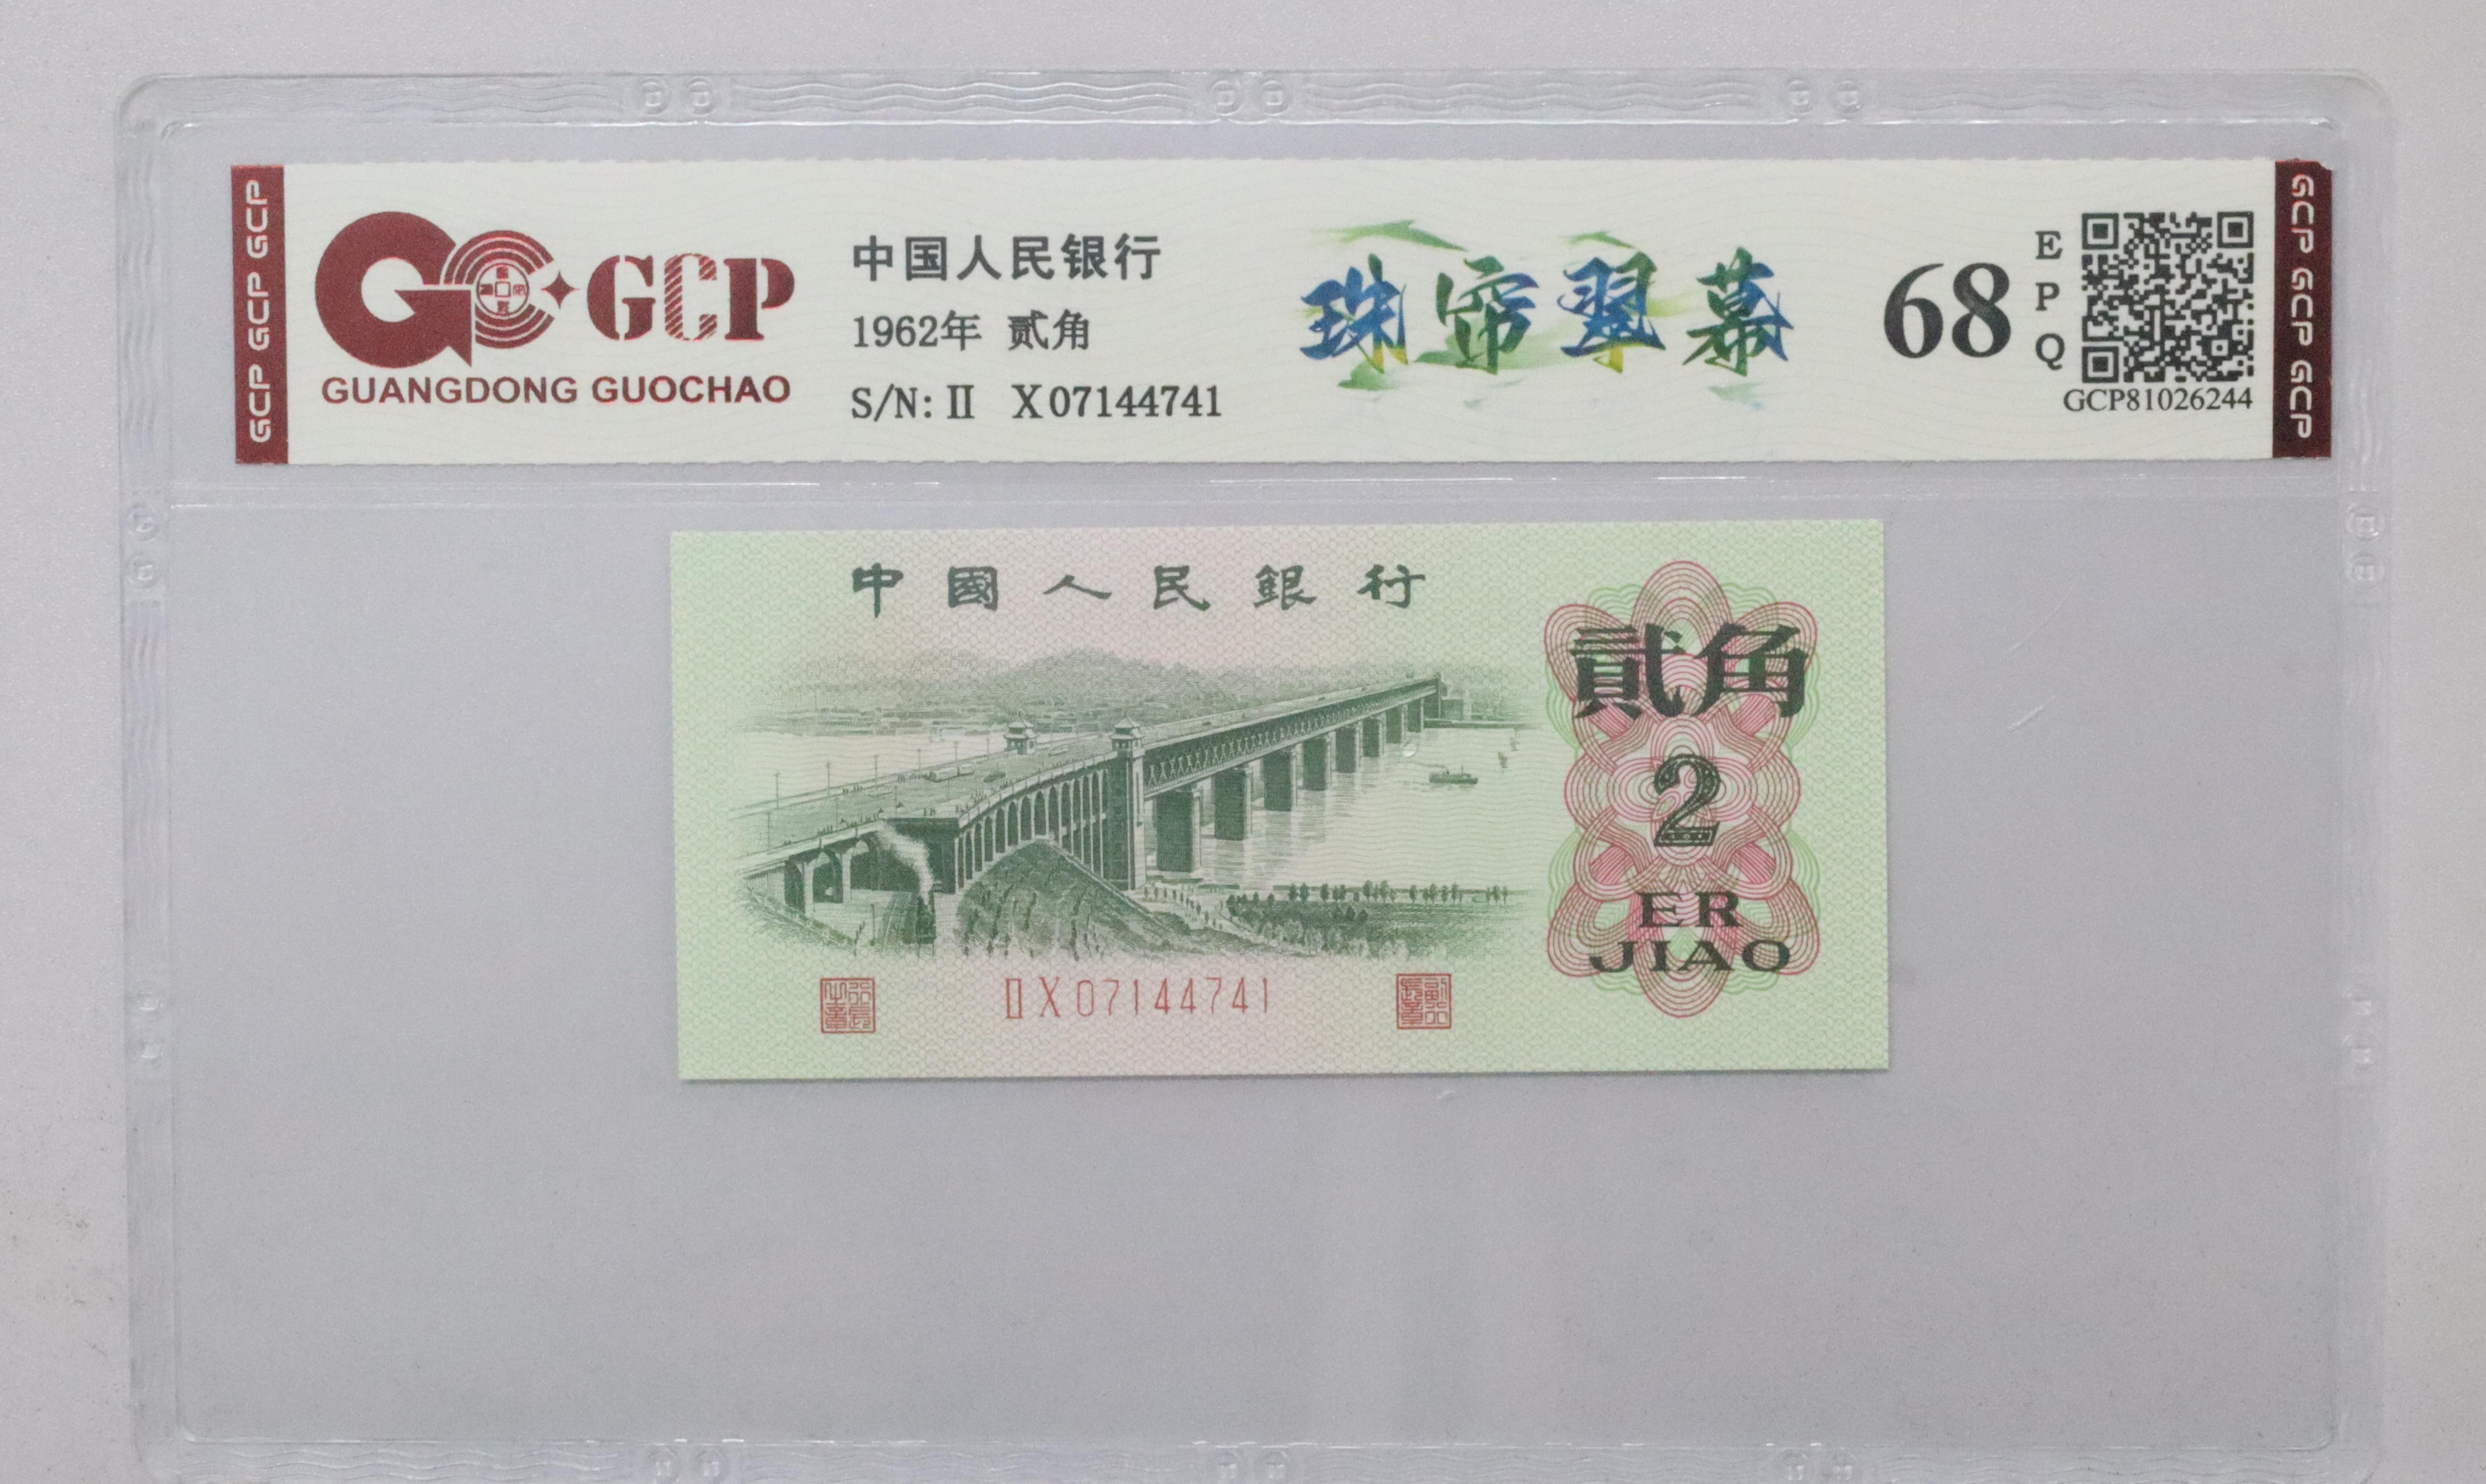 GCP GCP GCP
GCP
GUANGDONG GUOCHAO
中国人民银行
1962年 贰角
S/N: Ⅱ X07144741
珠帘翠幕
68
E
P
Q
GCP81026244
GCP GCP GCP
中國人民銀行
貳角
2
ER
JIAO
ⅡX07144741